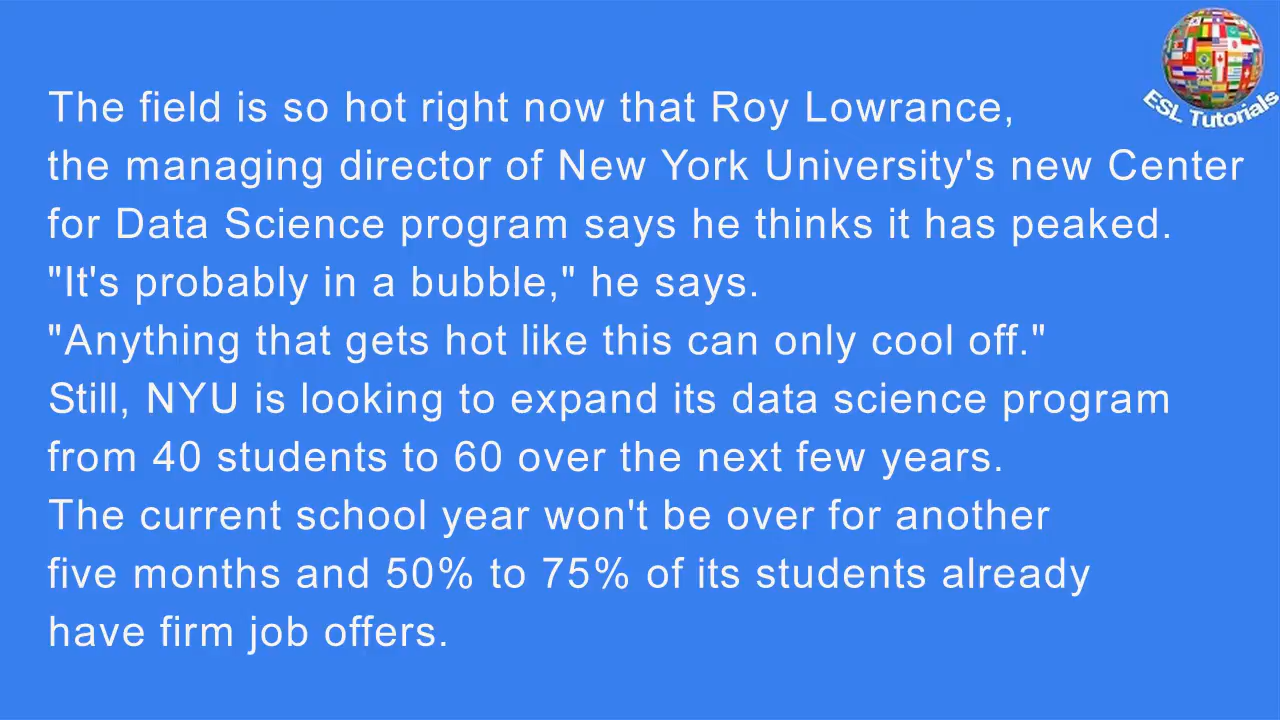 The field is so hot right now that Roy Lowrance,
the managing director of New York University's new Center
for Data Science program says he thinks it has peaked.
"It's probably in a bubble," he says.
"Anything that gets hot like this can only cool off."
Still, NYU is looking to expand its data science program
from 40 students to 60 over the next few years.
The current school year won't be over for another
five months and 50% to 75% of its students already
have firm job offers.
ESL Tutorials